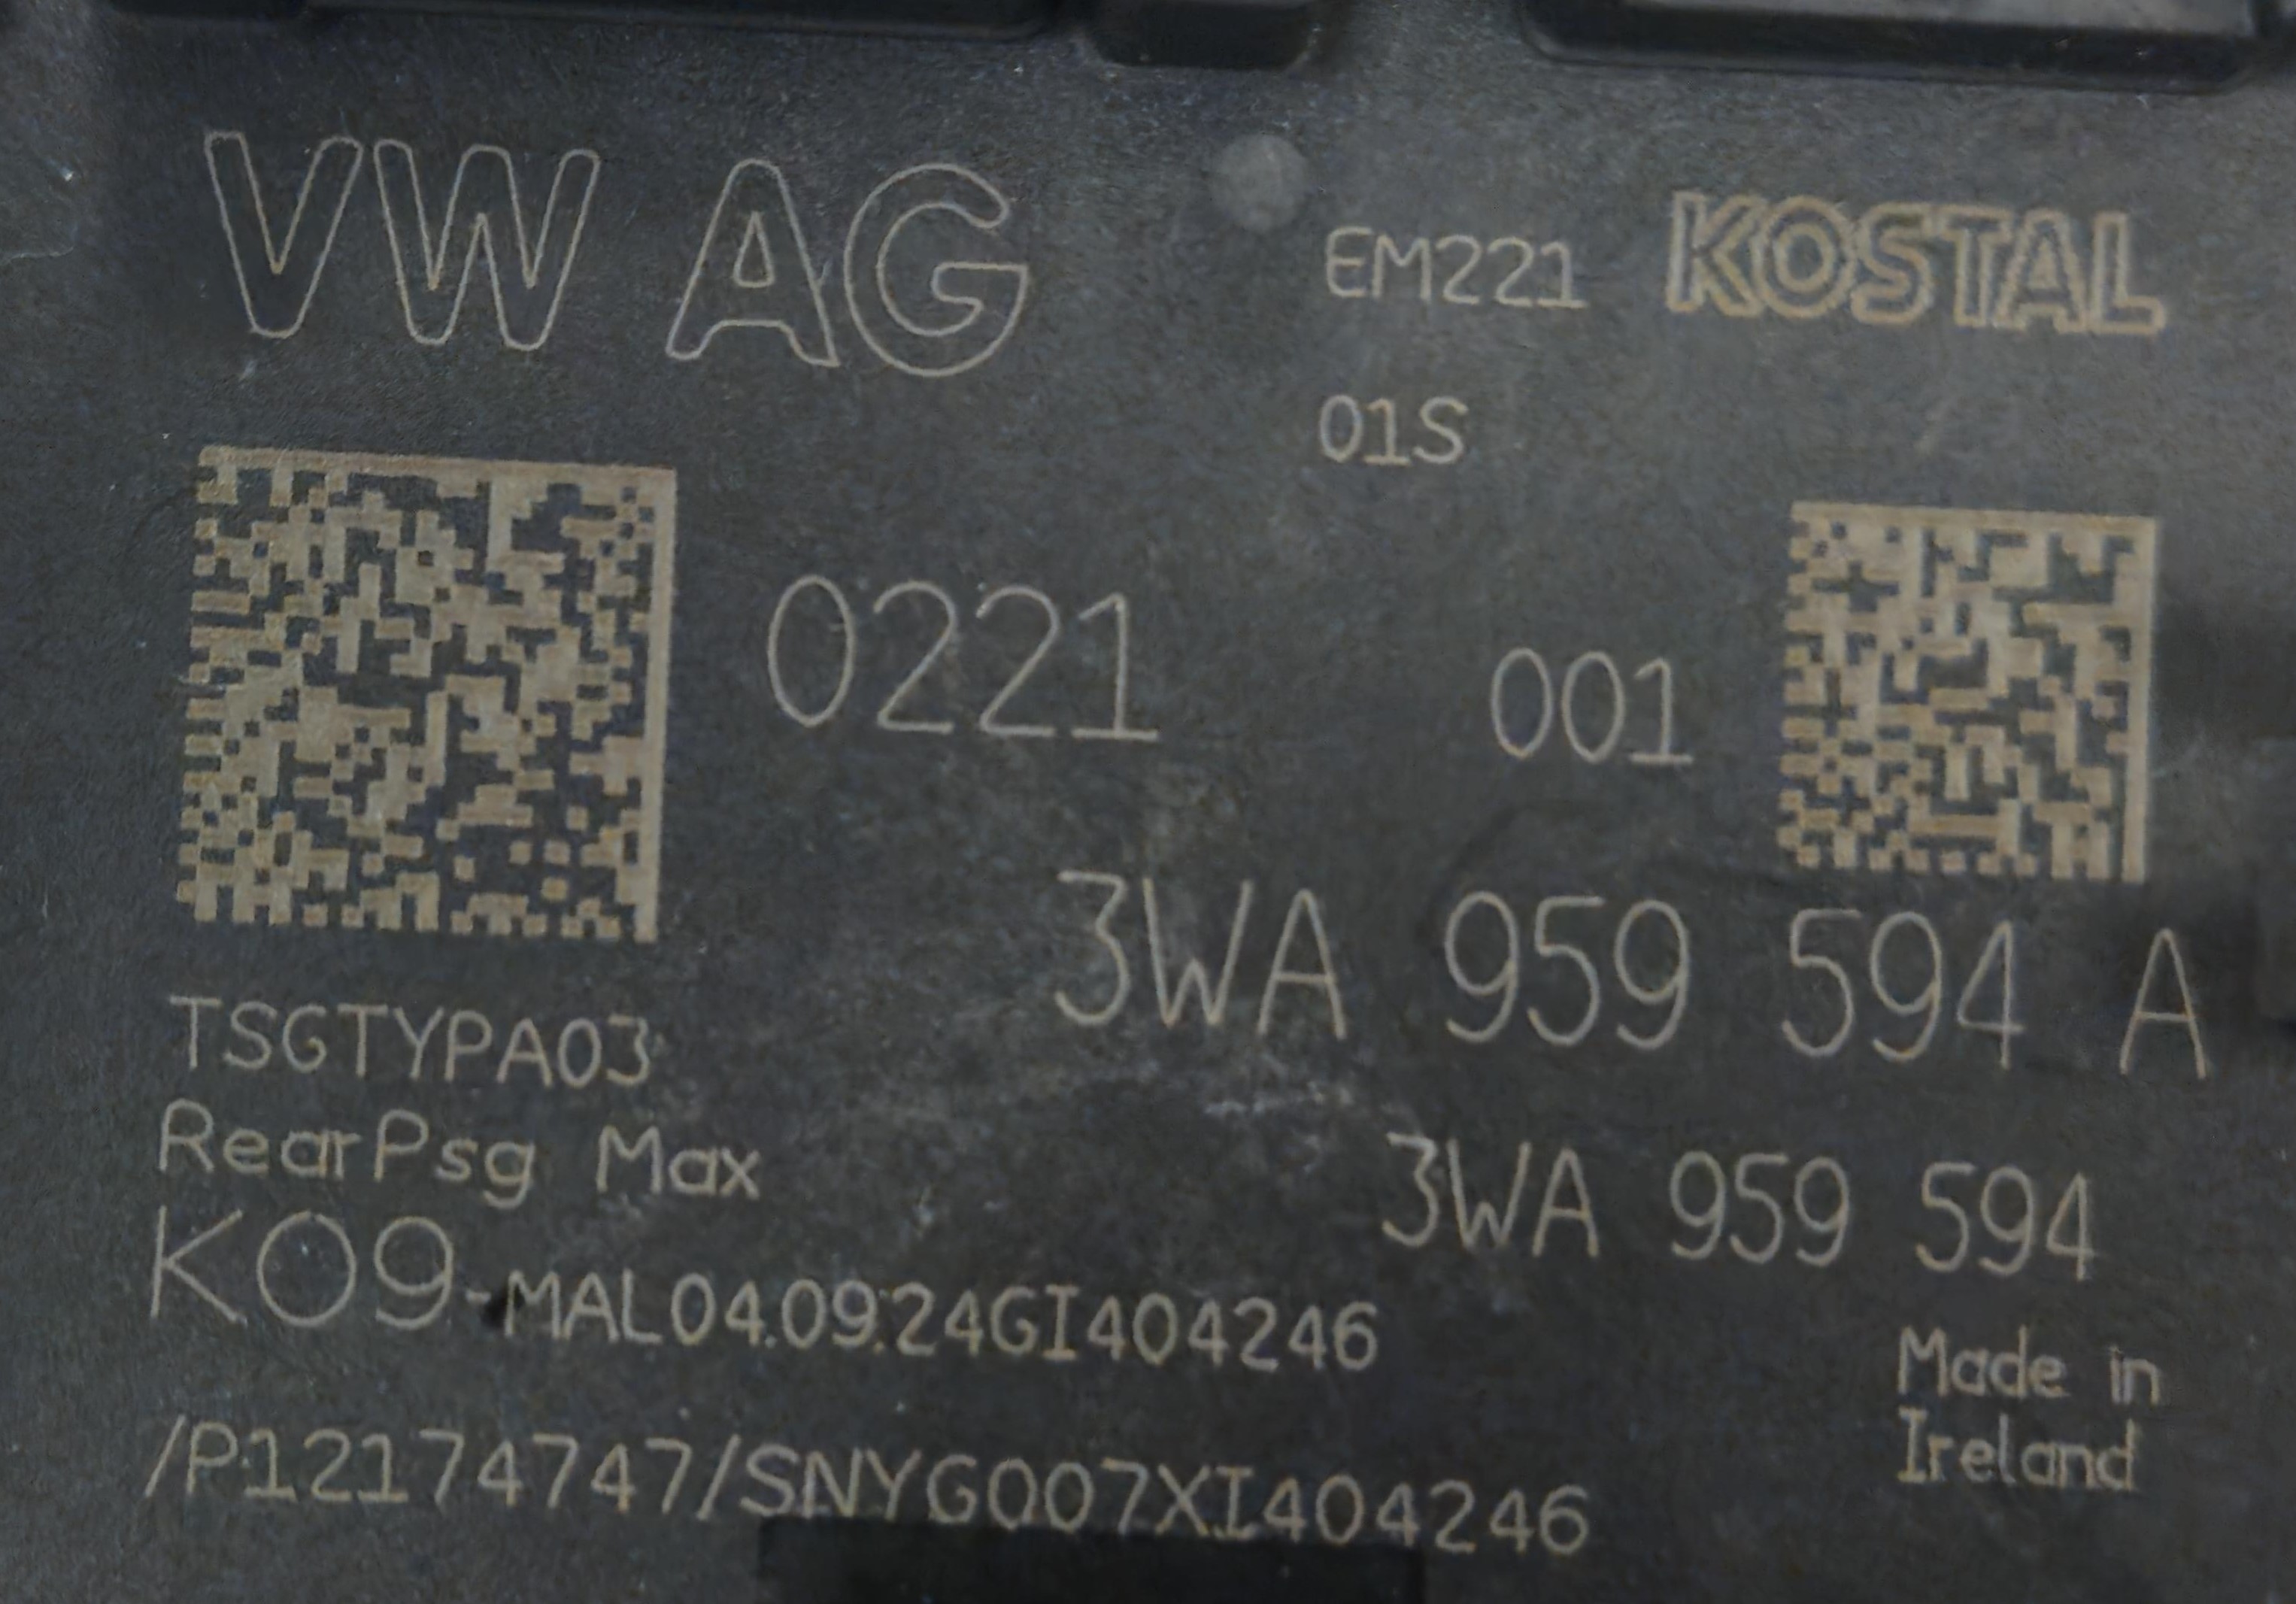 VW AG
EM221 KOSTAL
01S
0221
001
3WA 959 594 A
TSGTYPA03
RearPsg Max
3WA 959 594
K09-MAL04.09.24GI404246
Made in
Ireland
/P12174747/SNYG007XI404246